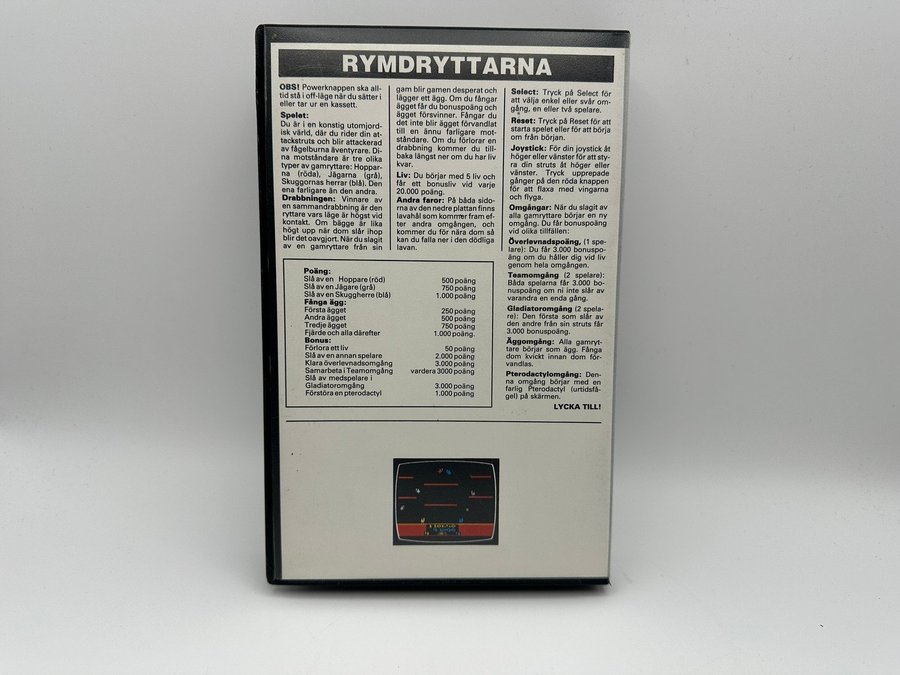 RYMDRYTTARNA
OBS! Powerknappen ska all-
tid stå i off-läge när du sätter i
eller tar ur en kassett.
Spelet:
Du är i en konstig utomjord-
isk värld, där du rider din at-
tackstruts och blir attackerad
av fågelburna äventyrare. Di-
na motståndare är tre olika
typer av gamryttare: Hoppar-
na (röda), Jägarna (grå),
Skuggornas herrar (blå). Den
ena farligare än den andra.
Drabbningen: Vinnare av
en sammandrabbning är den
ryttare vars läge är högst vid
kontakt. Om bägge är lika
högt upp när dom slår ihop
blir det oavgjort. När du slagit
av en gamryttare från sin
gam blir gamen desperat och
lägger ett ägg. Om du fångar
ägget får du bonuspoäng och
ägget försvinner. Fångar du
det inte blir ägget förvandlat
till en ännu farligare mot-
ståndare. Om du förlorar en
drabbning kommer du till-
baka längst ner om du har liv
kvar.
Liv: Du börjar med 5 liv och
får ett bonusliv vid varje
20.000 poäng.
Andra faror: På båda sido-
rna av den nedre plattan finns
lavahål som kommer fram ef-
ter andra omgången, och
kommer du för nära dom så
kan du falla ner i den dödliga
lavan.
Select: Tryck på Select för
att välja enkel eller svår om-
gång, en eller två spelare.
Reset: Tryck på Reset för att
starta spelet eller för att börja
om från början.
Joystick: För din joystick åt
höger eller vänster för att sty-
ra din struts åt höger eller
vänster. Tryck upprepade
gånger på den röda knappen
för att flaxa med vingarna
och flyga.
Omgångar: När du slagit av
alla gamryttare börjar en ny
omgång. Du får bonuspoäng
vid olika tillfällen:
Överlevnadspoäng, (1 spe-
lare): Du får 3.000 bonuspo-
äng om du håller dig vid liv
genom hela omgången.
Teamomgång (2 spelare):
Båda spelarna får 3.000 bo-
nuspoäng om ni inte slår av
varandra en enda gång.
Gladiatoromgång (2 spela-
re): Den första som slår av
den andre från sin struts får
3.000 bonuspoäng.
Äggomgång: Alla gamryt-
tare börjar som ägg. Fånga
dom kvickt innan dom för-
vandlas.
Pterodactylomgång: Den-
na omgång börjar med en
farlig Pterodactyl (urtidsfå-
gel) på skärmen.
LYCKA TILL!
Poäng:
Slå av en Hoppare (röd) 500 poäng
Slå av en Jägare (grå) 750 poäng
Slå av en Skuggherre (blå) 1.000 poäng
Fånga ägg:
Första ägget 250 poäng
Andra ägget 500 poäng
Tredje ägget 750 poäng
Fjärde och alla därefter 1.000 poäng.
Bonus:
Förlora ett liv 50 poäng
Slå av en annan spelare 2.000 poäng
Klara överlevnadsomgång 3.000 poäng
Samarbeta i Teamomgång vardera 3000 poäng
Slå av medspelare i
Gladiatoromgång 3.000 poäng
Förstöra en pterodactyl 1.000 poäng